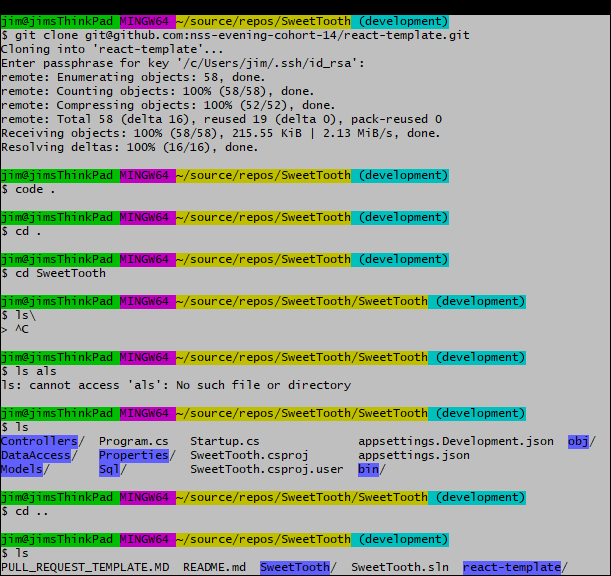 jim@jimsThinkPad MINGW64 ~/source/repos/SweetTooth (development)
$ git clone git@github.com:nss-evening-cohort-14/react-template.git
Cloning into 'react-template'...
Enter passphrase for key '/c/Users/jim/.ssh/id_rsa':
remote: Enumerating objects: 58, done.
remote: Counting objects: 100% (58/58), done.
remote: Compressing objects: 100% (52/52), done.
remote: Total 58 (delta 16), reused 19 (delta 0), pack-reused 0
Receiving objects: 100% (58/58), 215.55 KiB | 2.13 MiB/s, done.
Resolving deltas: 100% (16/16), done.
jim@jimsThinkPad MINGW64 ~/source/repos/SweetTooth (development)
$ code .
jim@jimsThinkPad MINGW64 ~/source/repos/SweetTooth (development)
$ cd .
jim@jimsThinkPad MINGW64 ~/source/repos/SweetTooth (development)
$ cd SweetTooth
jim@jimsThinkPad MINGW64 ~/source/repos/SweetTooth/SweetTooth (development)
$ ls\
> ^C
jim@jimsThinkPad MINGW64 ~/source/repos/SweetTooth/SweetTooth (development)
$ ls als
ls: cannot access 'als': No such file or directory
jim@jimsThinkPad MINGW64 ~/source/repos/SweetTooth/SweetTooth (development)
$ ls
Controllers/  Program.cs   Startup.cs              appsettings.Development.json  obj/
DataAccess/   Properties/  SweetTooth.csproj       appsettings.json
Models/       Sql/         SweetTooth.csproj.user  bin/
jim@jimsThinkPad MINGW64 ~/source/repos/SweetTooth/SweetTooth (development)
$ cd ..
jim@jimsThinkPad MINGW64 ~/source/repos/SweetTooth (development)
$ ls
PULL_REQUEST_TEMPLATE.MD  README.md  SweetTooth/  SweetTooth.sln  react-template/